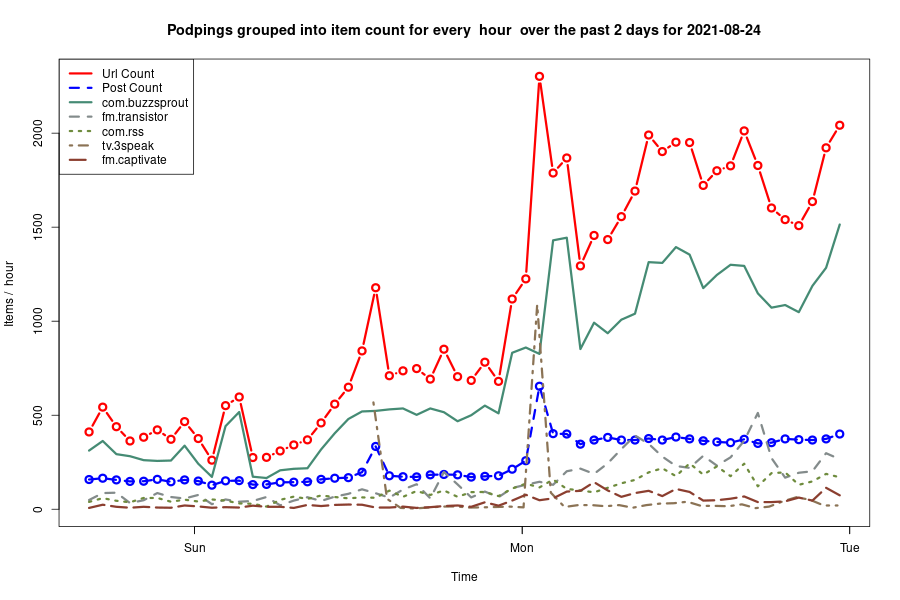 Podpings grouped into item count for every  hour  over the past 2 days for 2021-08-24
Url Count
Post Count
com.buzzsprout
fm.transistor
com.rss
tv.3speak
fm.captivate
Items /  hour
2000
1500
1000
500
0
Sun
Mon
Tue
Time